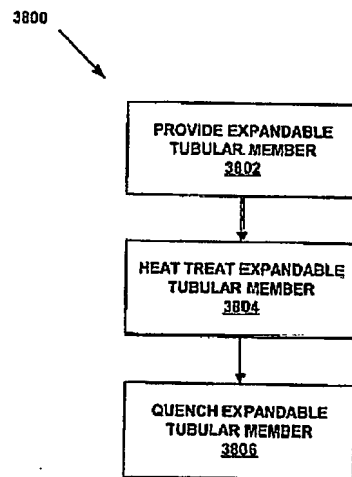 3800
PROVIDE EXPANDABLE
TUBULAR MEMBER
3802
HEAT TREAT EXPANDABLE
TUBULAR MEMBER
3804
QUENCH EXPANDABLE
TUBULAR MEMBER
3806